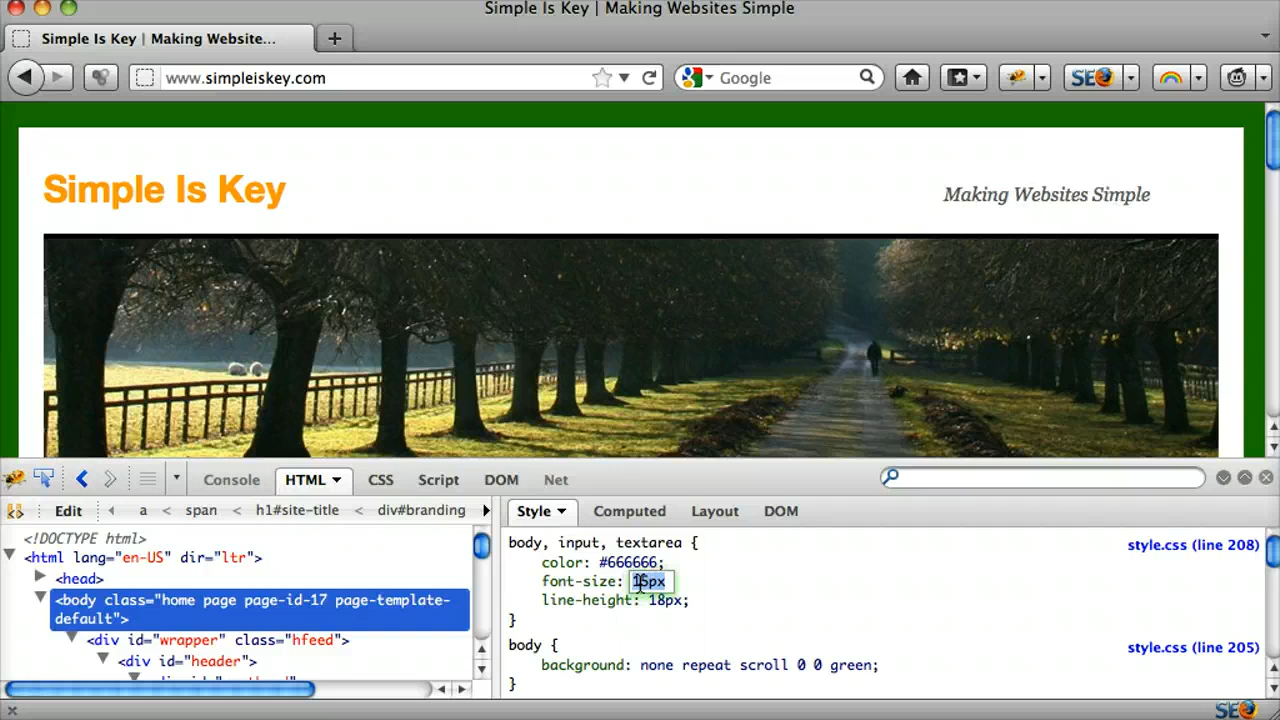 Simple Is Key | Making Websites Simple
Simple Is Key | Making Website...
www.simpleiskey.com
Google
SEO
Simple Is Key
Making Websites Simple
Console HTML CSS Script DOM Net
Edit a < span < h1#site-title < div#branding
Style Computed Layout DOM
<!DOCTYPE html>
<html lang="en-US" dir="ltr">
<head>
<body class="home page page-id-17 page-template-
default">
<div id="wrapper" class="hfeed">
<div id="header">
body, input, textarea {
style.css (line 208)
color: #666666;
font-size: 16px
line-height: 18px;
}
body {
style.css (line 205)
background: none repeat scroll 0 0 green;
}
SEO